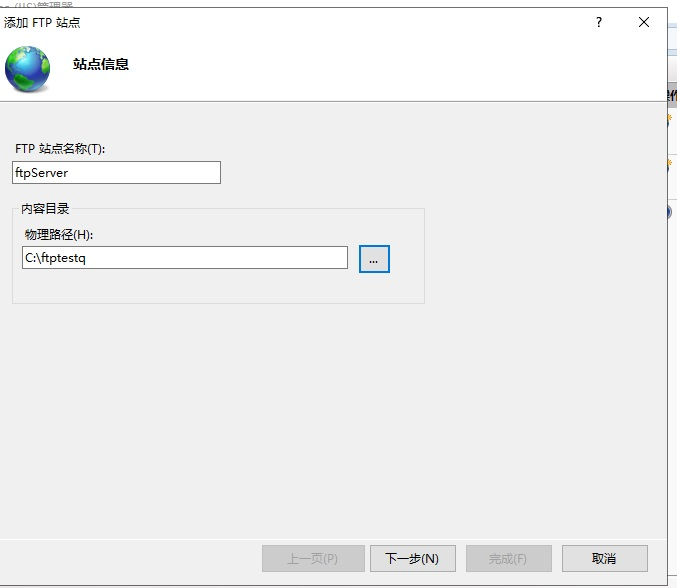 添加 FTP 站点
?
站点信息
FTP 站点名称(T):
ftpServer
内容目录
物理路径(H):
C:\ftptestq
...
上一页(P)
下一步(N)
完成(F)
取消